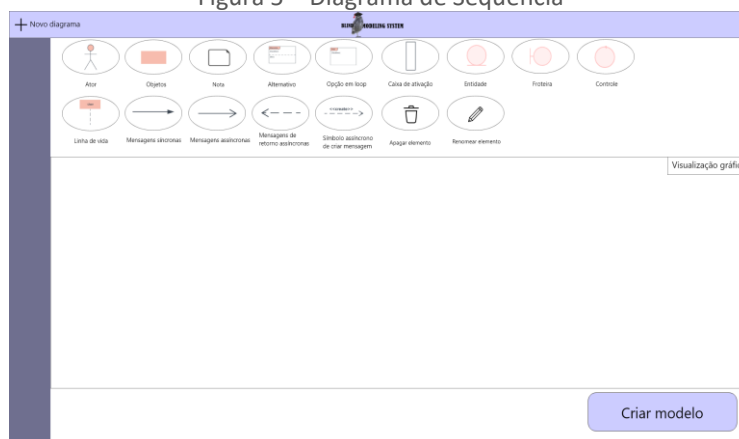 Figura 5 – Diagrama de Sequência
Novo diagrama
BLIND MODELING SYSTEM
Ator
Objetos
Nota
Alternativo
Opção em loop
Caixa de ativação
Entidade
Froteira
Controle
Linha de vida
Mensagens síncronas
Mensagens assíncronas
Mensagens de
retorno assíncronas
Símbolo assíncrono
de criar mensagem
Apagar elemento
Renomear elemento
Visualização gráfi
Criar modelo